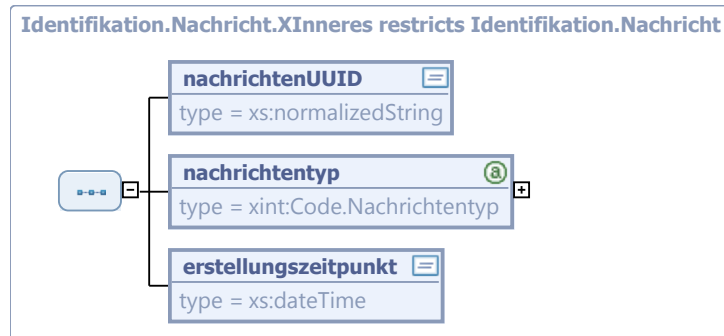 Identifikation.Nachricht.XInneres restricts Identifikation.Nachricht
nachrichtenUUID
type = xs:normalizedString
nachrichtentyp
type = xint:Code.Nachrichtentyp
erstellungszeitpunkt
type = xs:dateTime